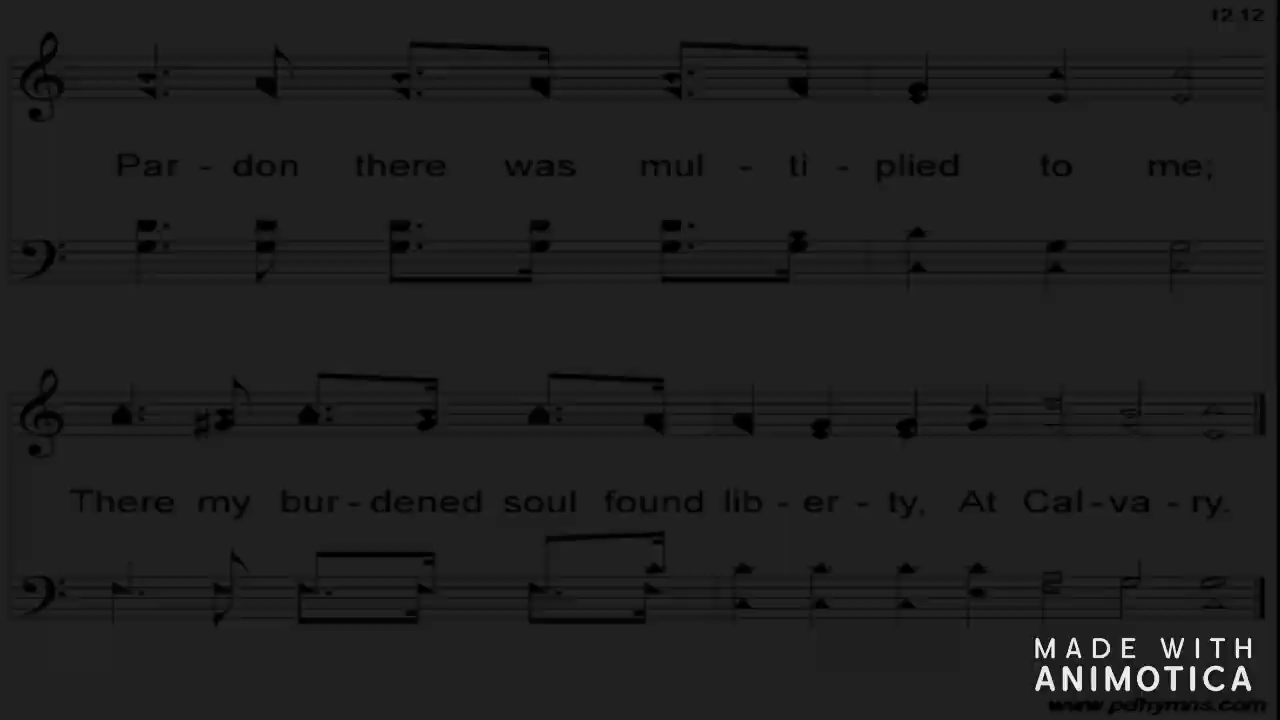 12 12
Par - don there was mul - ti - plied to me;
There my bur - dened soul found lib - er - ty, At Cal - va - ry.
MADE WITH
ANIMOTICA
www.pdhymns.com